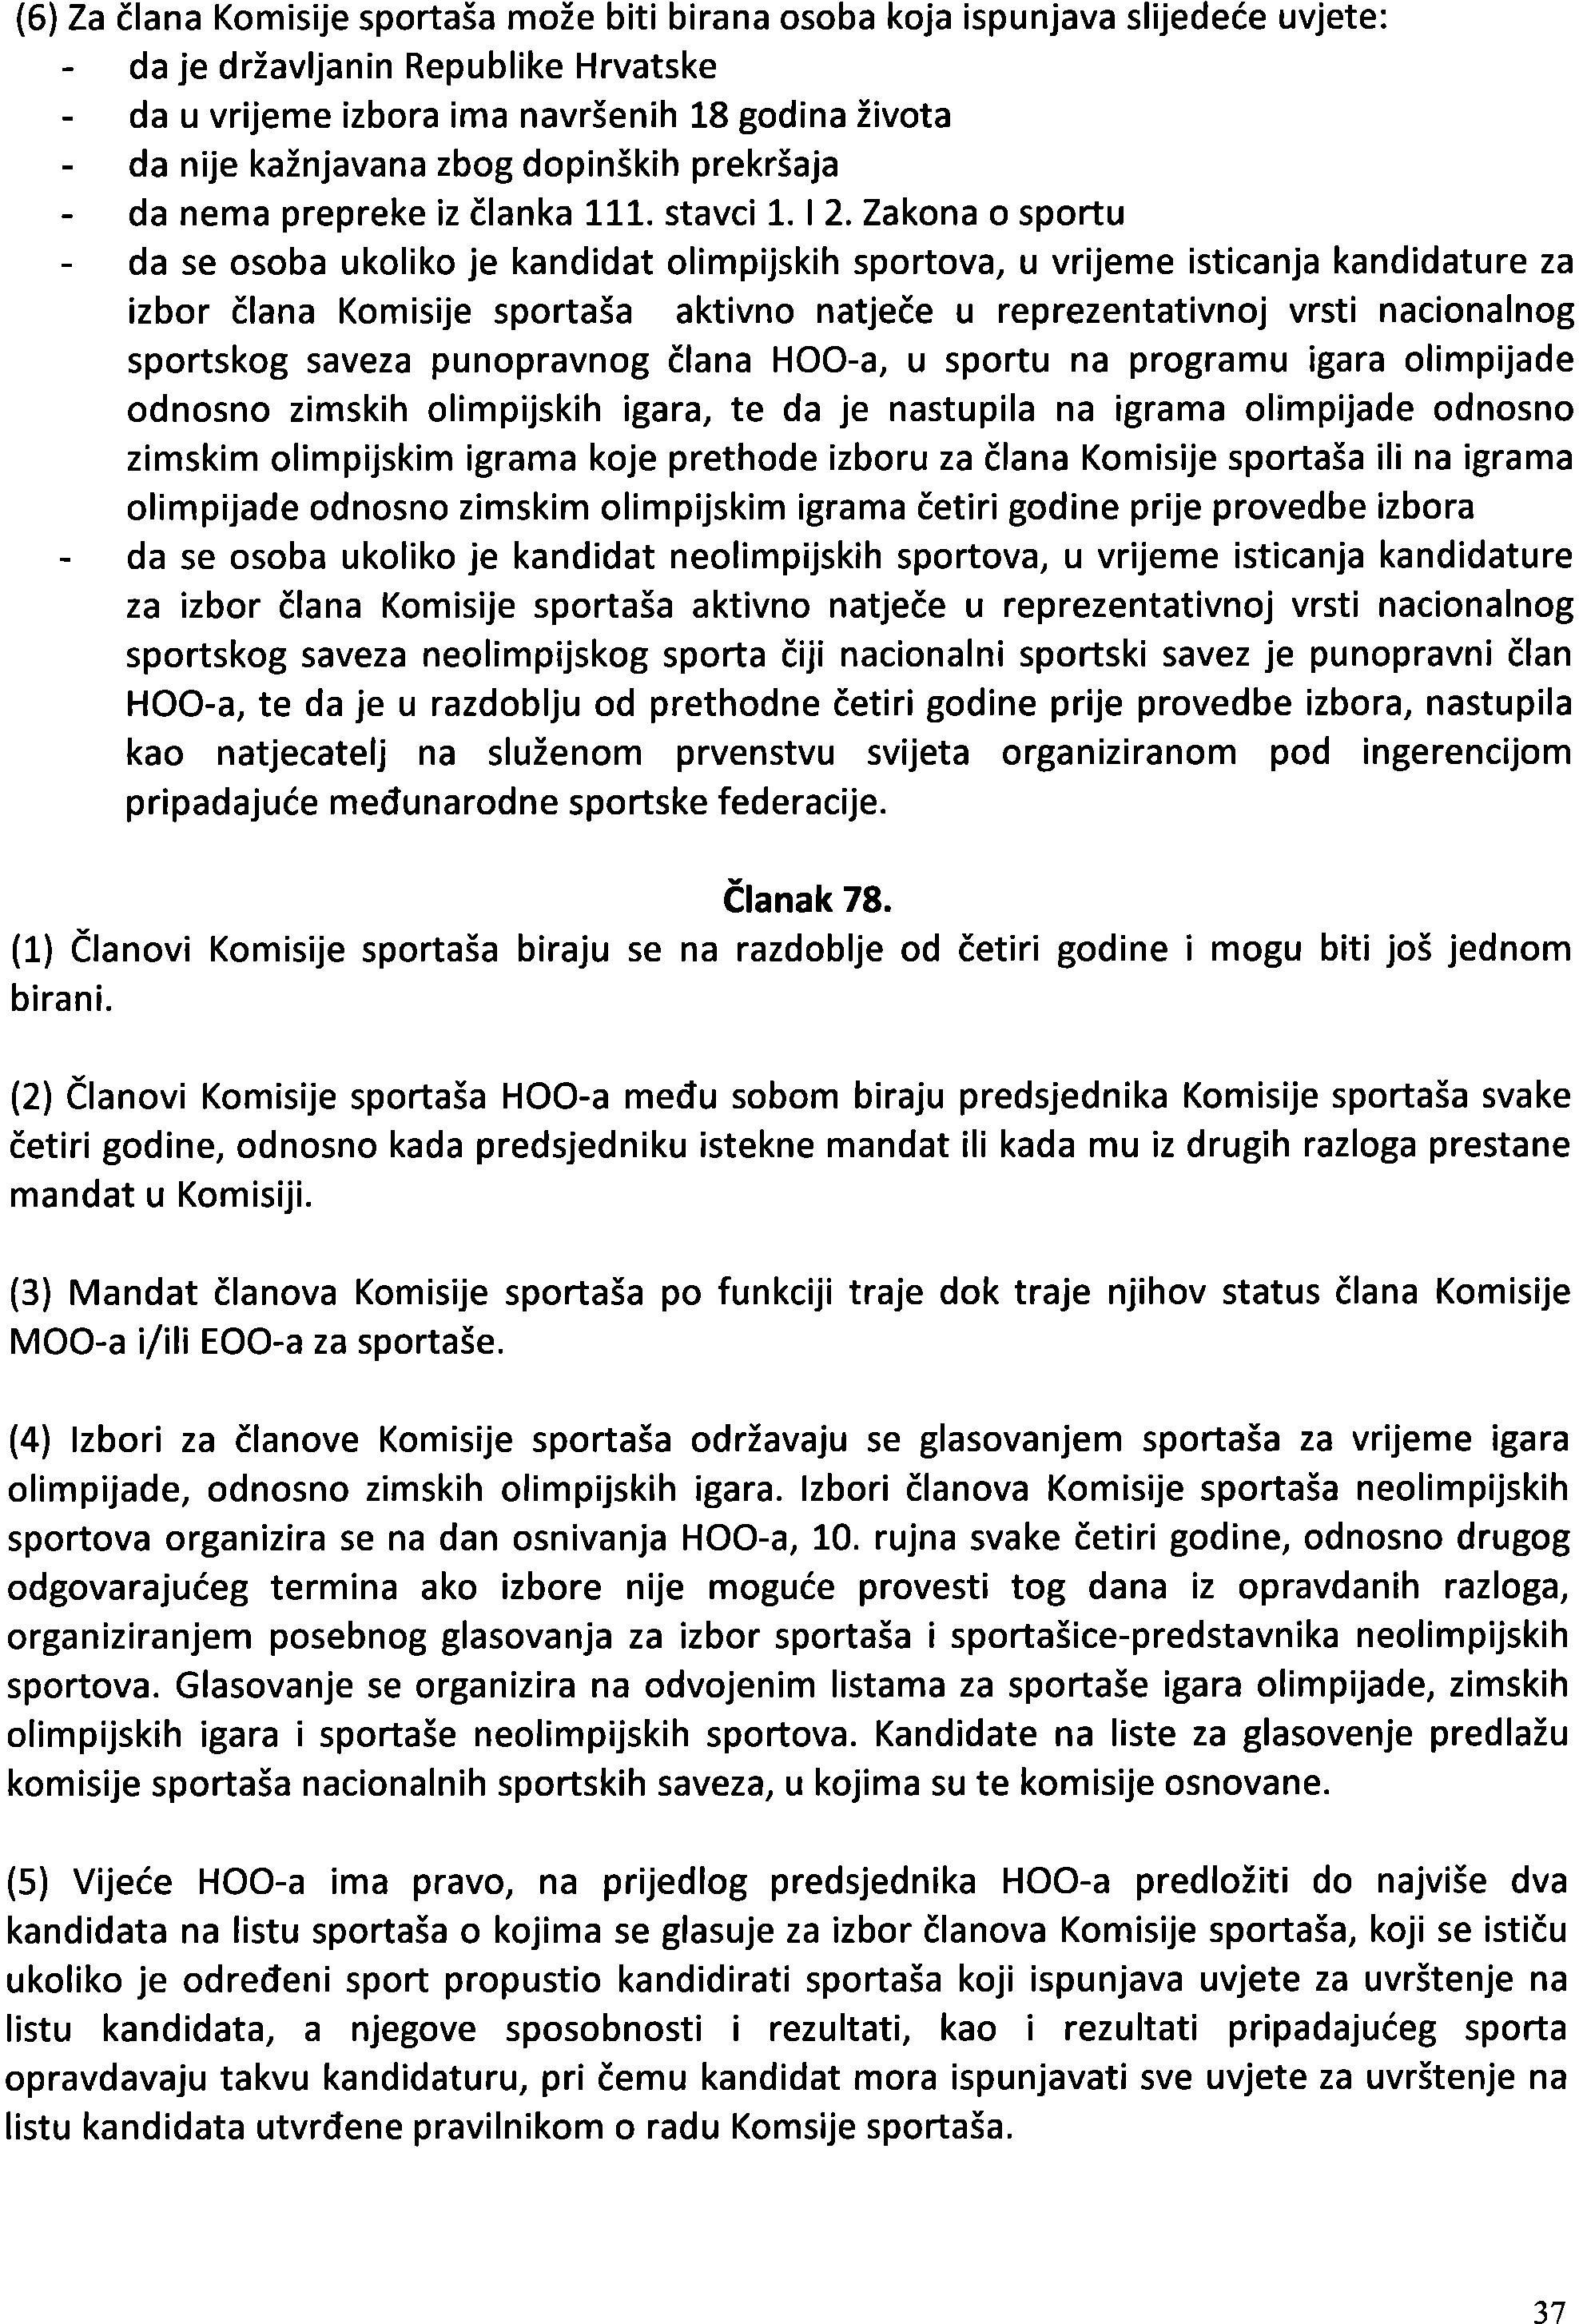 (6) Za člana Komisije sportaša može biti birana osoba koja ispunjava slijedeće uvjete:
- da je državljanin Republike Hrvatske
- da u vrijeme izbora ima navršenih 18 godina života
- da nije kažnjavana zbog dopinških prekršaja
- da nema prepreke iz članka 111. stavci 1. I 2. Zakona o sportu
- da se osoba ukoliko je kandidat olimpijskih sportova, u vrijeme isticanja kandidature za
izbor člana Komisije sportaša aktivno natječe u reprezentativnoj vrsti nacionalnog
sportskog saveza punopravnog člana HOO-a, u sportu na programu igara olimpijade
odnosno zimskih olimpijskih igara, te da je nastupila na igrama olimpijade odnosno
zimskim olimpijskim igrama koje prethode izboru za člana Komisije sportaša ili na igrama
olimpijade odnosno zimskim olimpijskim igrama četiri godine prije provedbe izbora
- da se osoba ukoliko je kandidat neolimpijskih sportova, u vrijeme isticanja kandidature
za izbor člana Komisije sportaša aktivno natječe u reprezentativnoj vrsti nacionalnog
sportskog saveza neolimpijskog sporta čiji nacionalni sportski savez je punopravni član
HOO-a, te da je u razdoblju od prethodne četiri godine prije provedbe izbora, nastupila
kao natjecatelj na služenom prvenstvu svijeta organiziranom pod ingerencijom
pripadajuće međunarodne sportske federacije.
Članak 78.
(1) Članovi Komisije sportaša biraju se na razdoblje od četiri godine i mogu biti još jednom
birani.
(2) Članovi Komisije sportaša HOO-a među sobom biraju predsjednika Komisije sportaša svake
četiri godine, odnosno kada predsjedniku istekne mandat ili kada mu iz drugih razloga prestane
mandat u Komisiji.
(3) Mandat članova Komisije sportaša po funkciji traje dok traje njihov status člana Komisije
MOO-a i/ili EOO-a za sportaše.
(4) Izbori za članove Komisije sportaša održavaju se glasovanjem sportaša za vrijeme igara
olimpijade, odnosno zimskih olimpijskih igara. Izbori članova Komisije sportaša neolimpijskih
sportova organizira se na dan osnivanja HOO-a, 10. rujna svake četiri godine, odnosno drugog
odgovarajućeg termina ako izbore nije moguće provesti tog dana iz opravdanih razloga,
organiziranjem posebnog glasovanja za izbor sportaša i sportašice-predstavnika neolimpijskih
sportova. Glasovanje se organizira na odvojenim listama za sportaše igara olimpijade, zimskih
olimpijskih igara i sportaše neolimpijskih sportova. Kandidate na liste za glasovenje predlažu
komisije sportaša nacionalnih sportskih saveza, u kojima su te komisije osnovane.
(5) Vijeće HOO-a ima pravo, na prijedlog predsjednika HOO-a predložiti do najviše dva
kandidata na listu sportaša o kojima se glasuje za izbor članova Komisije sportaša, koji se ističu
ukoliko je određeni sport propustio kandidirati sportaša koji ispunjava uvjete za uvrštenje na
listu kandidata, a njegove sposobnosti i rezultati, kao i rezultati pripadajućeg sporta
opravdavaju takvu kandidaturu, pri čemu kandidat mora ispunjavati sve uvjete za uvrštenje na
listu kandidata utvrđene pravilnikom o radu Komsije sportaša.
37